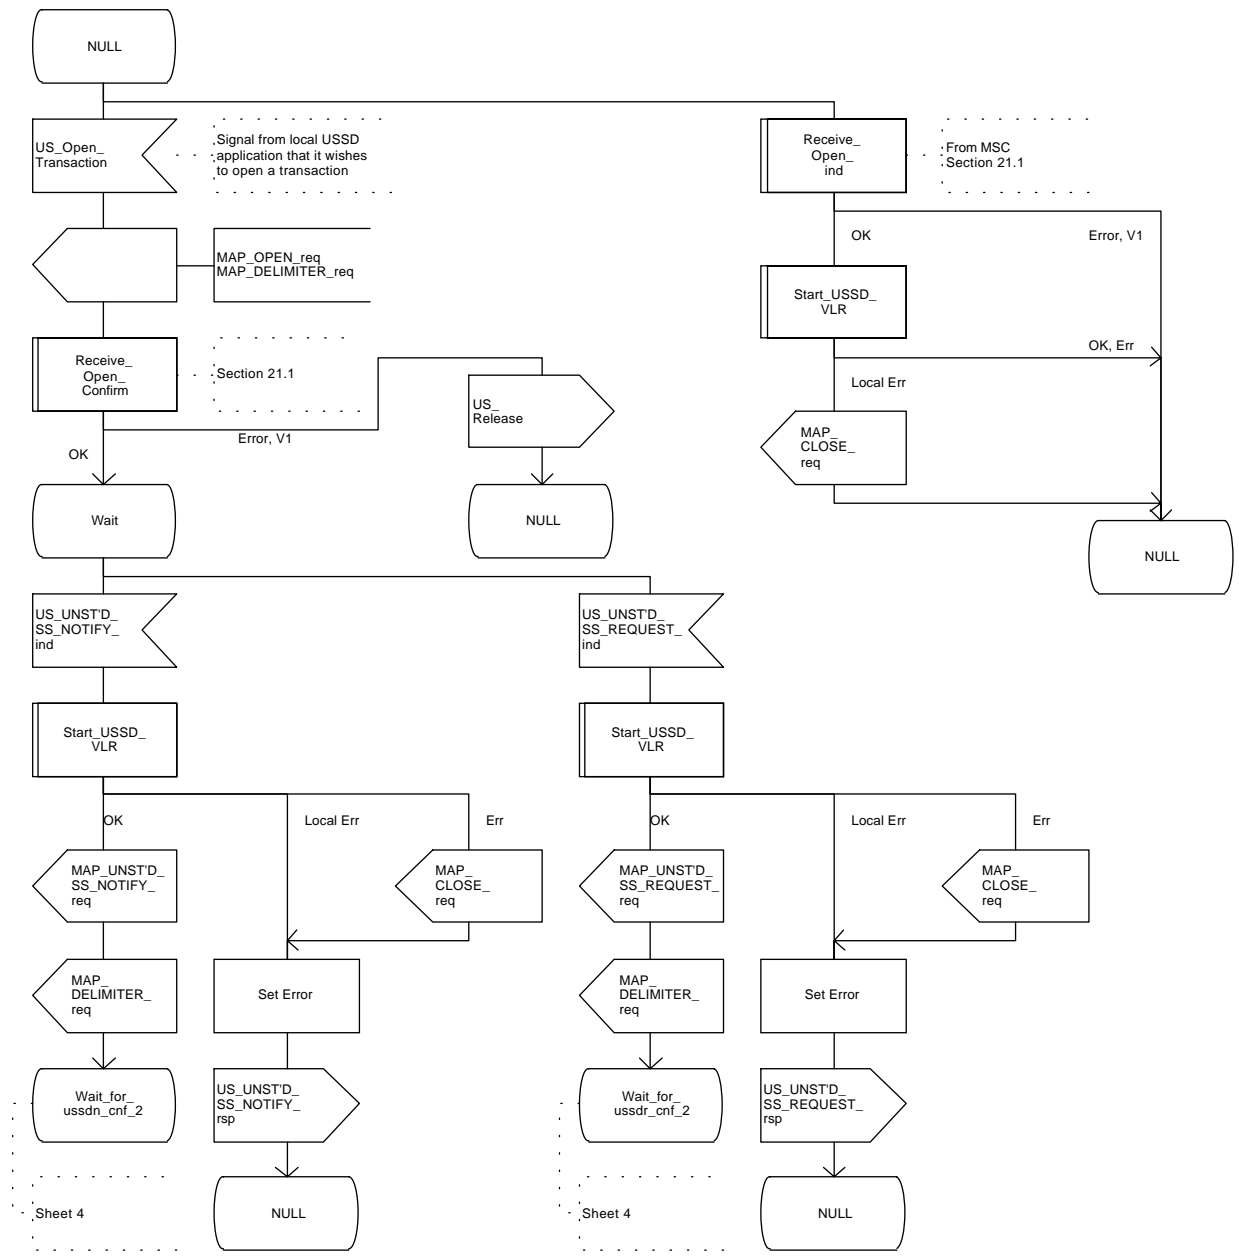 NULL
US_Open_
Transaction
Signal from local USSD
application that it wishes
to open a transaction
Receive_
Open_
ind
From MSC
Section 21.1
OK
Error, V1
MAP_OPEN_req
MAP_DELIMITER_req
Start_USSD_
VLR
Receive_
Open_
Confirm
Section 21.1
OK, Err
Local Err
US_
Release
MAP_
CLOSE_
req
Error, V1
OK
Wait
NULL
NULL
US_UNST'D_
SS_NOTIFY_
ind
US_UNST'D_
SS_REQUEST_
ind
Start_USSD_
VLR
Start_USSD_
VLR
OK
Local Err
Err
OK
Local Err
Err
MAP_UNST'D_
SS_NOTIFY_
req
MAP_
CLOSE_
req
MAP_UNST'D_
SS_REQUEST_
req
MAP_
CLOSE_
req
MAP_
DELIMITER_
req
Set Error
MAP_
DELIMITER_
req
Set Error
Wait_for_
ussdn_cnf_2
US_UNST'D_
SS_NOTIFY_
rsp
Wait_for_
ussdr_cnf_2
US_UNST'D_
SS_REQUEST_
rsp
Sheet 4
NULL
Sheet 4
NULL